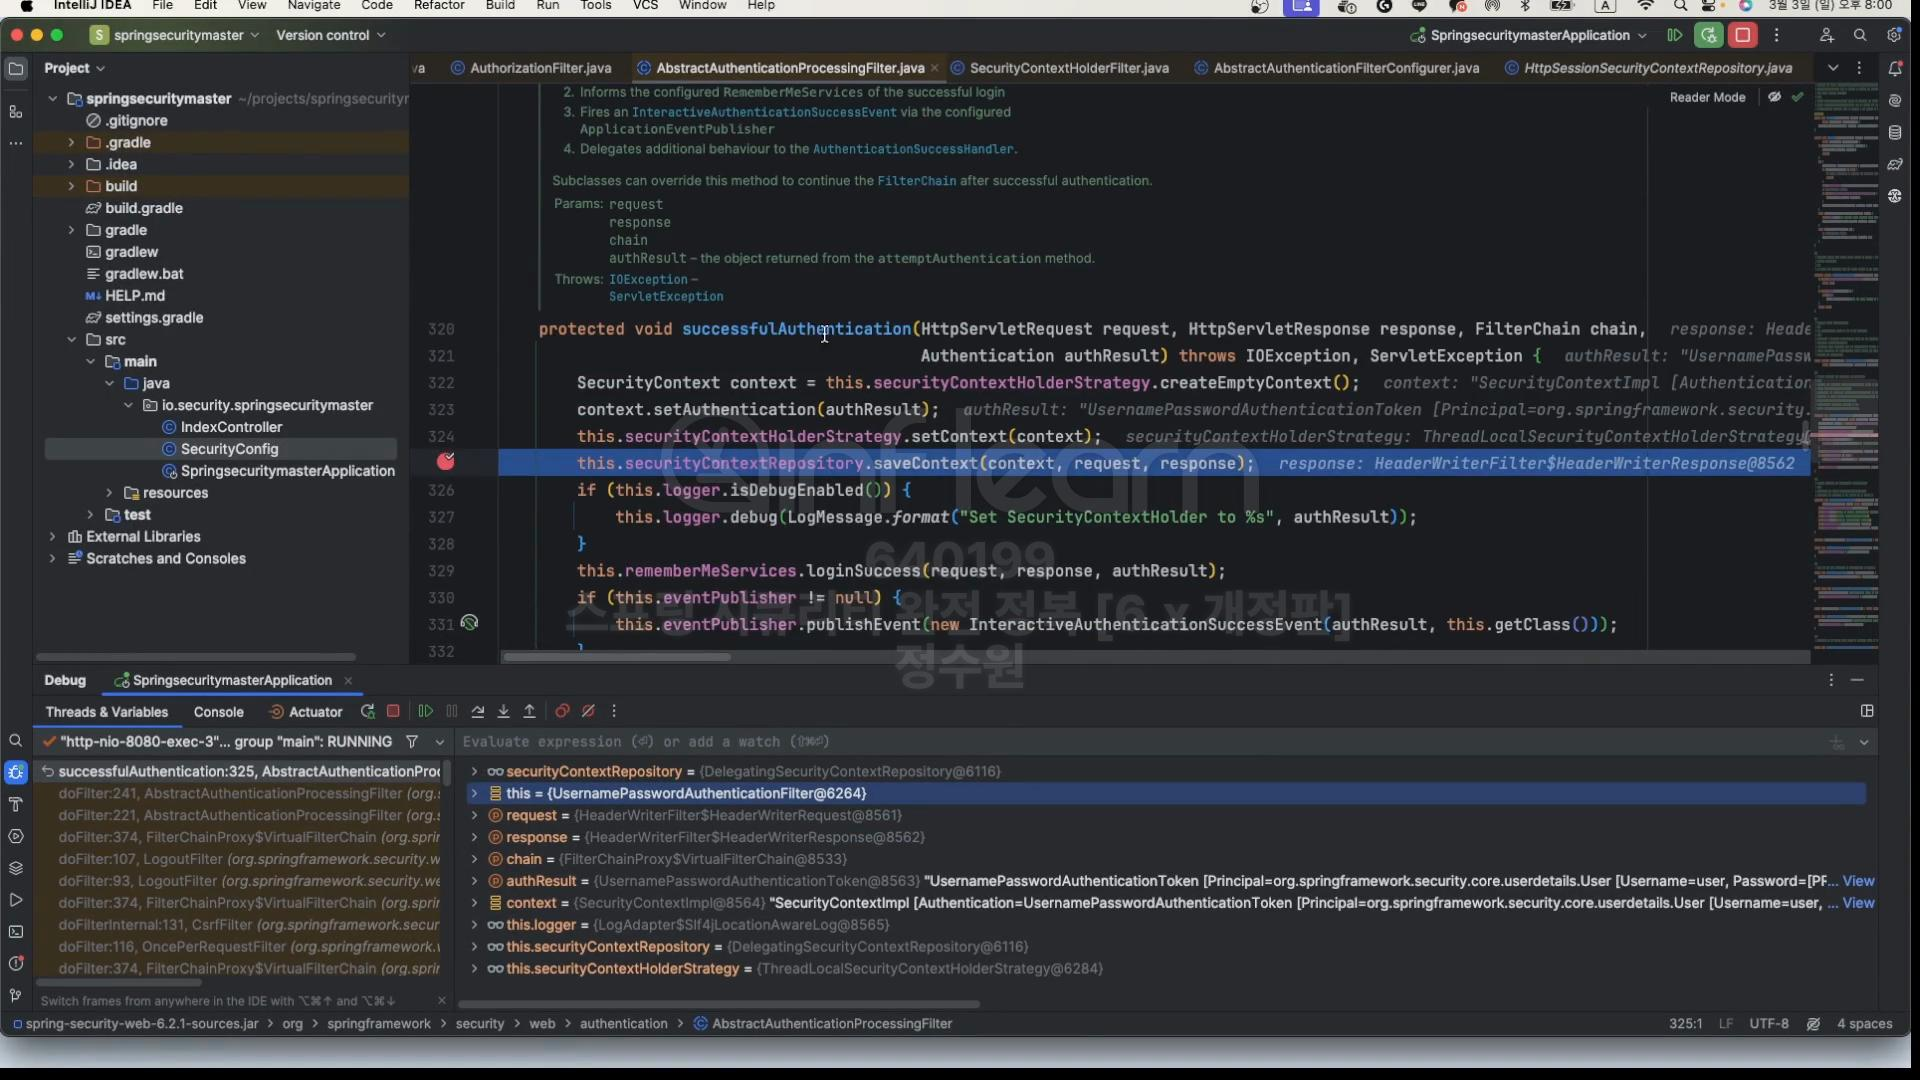 IntelliJ IDEA File Edit View Navigate Code Refactor Build Run Tools VCS Window Help 3월 3일 (일) 오후 8:00
S springsecuritymaster Version control SpringsecuritymasterApplication
Project
va AuthorizationFilter.java AbstractAuthenticationProcessingFilter.java SecurityContextHolderFilter.java AbstractAuthenticationFilterConfigurer.java HttpSessionSecurityContextRepository.java
springsecuritymaster ~/projects/springsecurityr
.gitignore
.gradle
.idea
build
build.gradle
gradle
gradlew
gradlew.bat
HELP.md
settings.gradle
src
main
java
io.security.springsecuritymaster
IndexController
SecurityConfig
SpringsecuritymasterApplication
resources
test
External Libraries
Scratches and Consoles
Reader Mode
2. Informs the configured RememberMeServices of the successful login
3. Fires an InteractiveAuthenticationSuccessEvent via the configured
ApplicationEventPublisher
4. Delegates additional behaviour to the AuthenticationSuccessHandler.
Subclasses can override this method to continue the FilterChain after successful authentication.
Params: request
response
chain
authResult – the object returned from the attemptAuthentication method.
Throws: IOException –
ServletException
320 protected void successfulAuthentication(HttpServletRequest request, HttpServletResponse response, FilterChain chain, response: Heade
321 Authentication authResult) throws IOException, ServletException { authResult: "UsernamePassw
322 SecurityContext context = this.securityContextHolderStrategy.createEmptyContext(); context: "SecurityContextImpl [Authentication
323 context.setAuthentication(authResult); authResult: "UsernamePasswordAuthenticationToken [Principal=org.springframework.security.
324 this.securityContextHolderStrategy.setContext(context); securityContextHolderStrategy: ThreadLocalSecurityContextHolderStrategy
this.securityContextRepository.saveContext(context, request, response); response: HeaderWriterFilter$HeaderWriterResponse@8562
326 if (this.logger.isDebugEnabled()) {
327 this.logger.debug(LogMessage.format("Set SecurityContextHolder to %s", authResult));
328 }
329 this.rememberMeServices.loginSuccess(request, response, authResult);
330 if (this.eventPublisher != null) {
331 this.eventPublisher.publishEvent(new InteractiveAuthenticationSuccessEvent(authResult, this.getClass()));
332 }
inflearn
640199
스프링 시큐리티 완전 정복 [6.x 개정판]
정수원
Debug SpringsecuritymasterApplication
Threads & Variables Console Actuator
"http-nio-8080-exec-3"... group "main": RUNNING
successfulAuthentication:325, AbstractAuthenticationProc
doFilter:241, AbstractAuthenticationProcessingFilter (org.s
doFilter:221, AbstractAuthenticationProcessingFilter (org.s
doFilter:374, FilterChainProxy$VirtualFilterChain (org.sprin
doFilter:107, LogoutFilter (org.springframework.security.w
doFilter:93, LogoutFilter (org.springframework.security.we
doFilter:374, FilterChainProxy$VirtualFilterChain (org.sprin
doFilterInternal:131, CsrfFilter (org.springframework.secur
doFilter:116, OncePerRequestFilter (org.springframework.w
doFilter:374, FilterChainProxy$VirtualFilterChain (org.sprin
Switch frames from anywhere in the IDE with ⌥⌘↑ and ⌥⌘↓
Evaluate expression (⏎) or add a watch (⇧⌘⏎)
securityContextRepository = {DelegatingSecurityContextRepository@6116}
this = {UsernamePasswordAuthenticationFilter@6264}
request = {HeaderWriterFilter$HeaderWriterRequest@8561}
response = {HeaderWriterFilter$HeaderWriterResponse@8562}
chain = {FilterChainProxy$VirtualFilterChain@8533}
authResult = {UsernamePasswordAuthenticationToken@8563} "UsernamePasswordAuthenticationToken [Principal=org.springframework.security.core.userdetails.User [Username=user, Password=[PF... View
context = {SecurityContextImpl@8564} "SecurityContextImpl [Authentication=UsernamePasswordAuthenticationToken [Principal=org.springframework.security.core.userdetails.User [Username=user, ... View
this.logger = {LogAdapter$Slf4jLocationAwareLog@8565}
this.securityContextRepository = {DelegatingSecurityContextRepository@6116}
this.securityContextHolderStrategy = {ThreadLocalSecurityContextHolderStrategy@6284}
spring-security-web-6.2.1-sources.jar > org > springframework > security > web > authentication > AbstractAuthenticationProcessingFilter 325:1 LF UTF-8 4 spaces